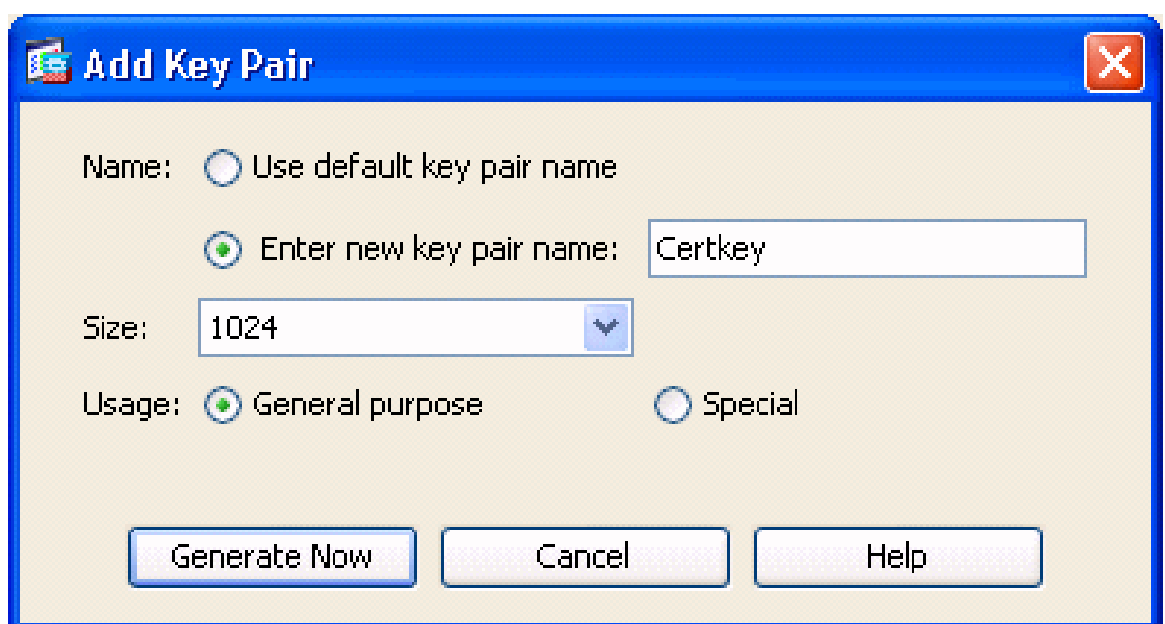 Add Key Pair
Name: Use default key pair name
Enter new key pair name: Certkey
Size: 1024
Usage: General purpose Special
Generate Now Cancel Help